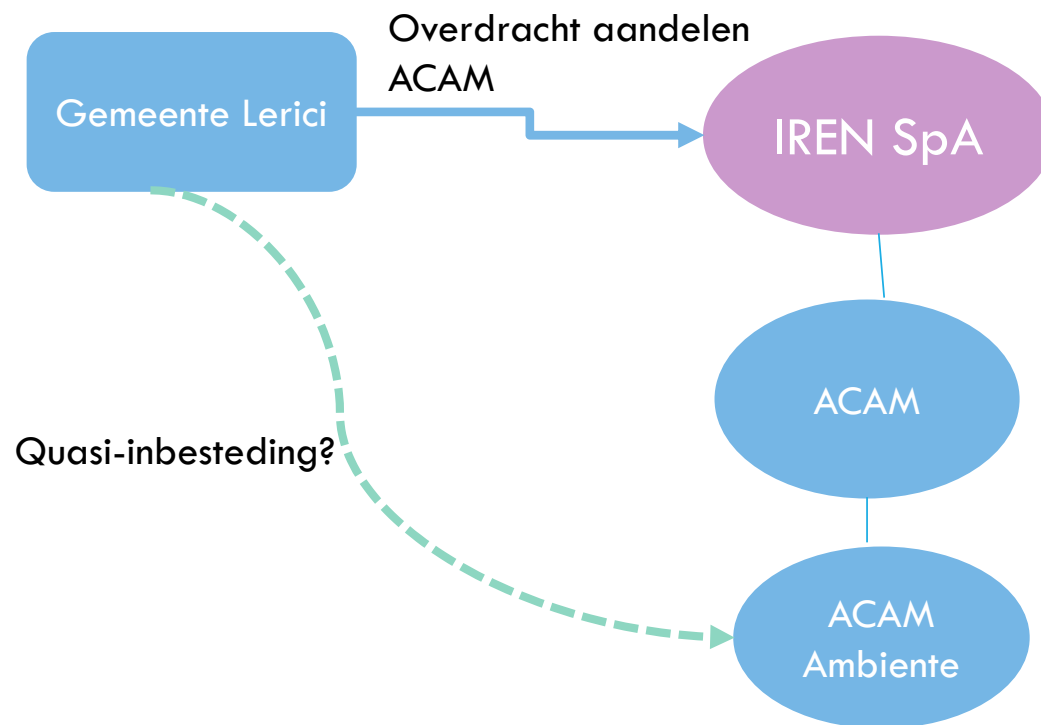 Overdracht aandelen
ACAM
Gemeente Lerici
IREN SpA
ACAM
Quasi-inbesteding?
ACAM
Ambiente